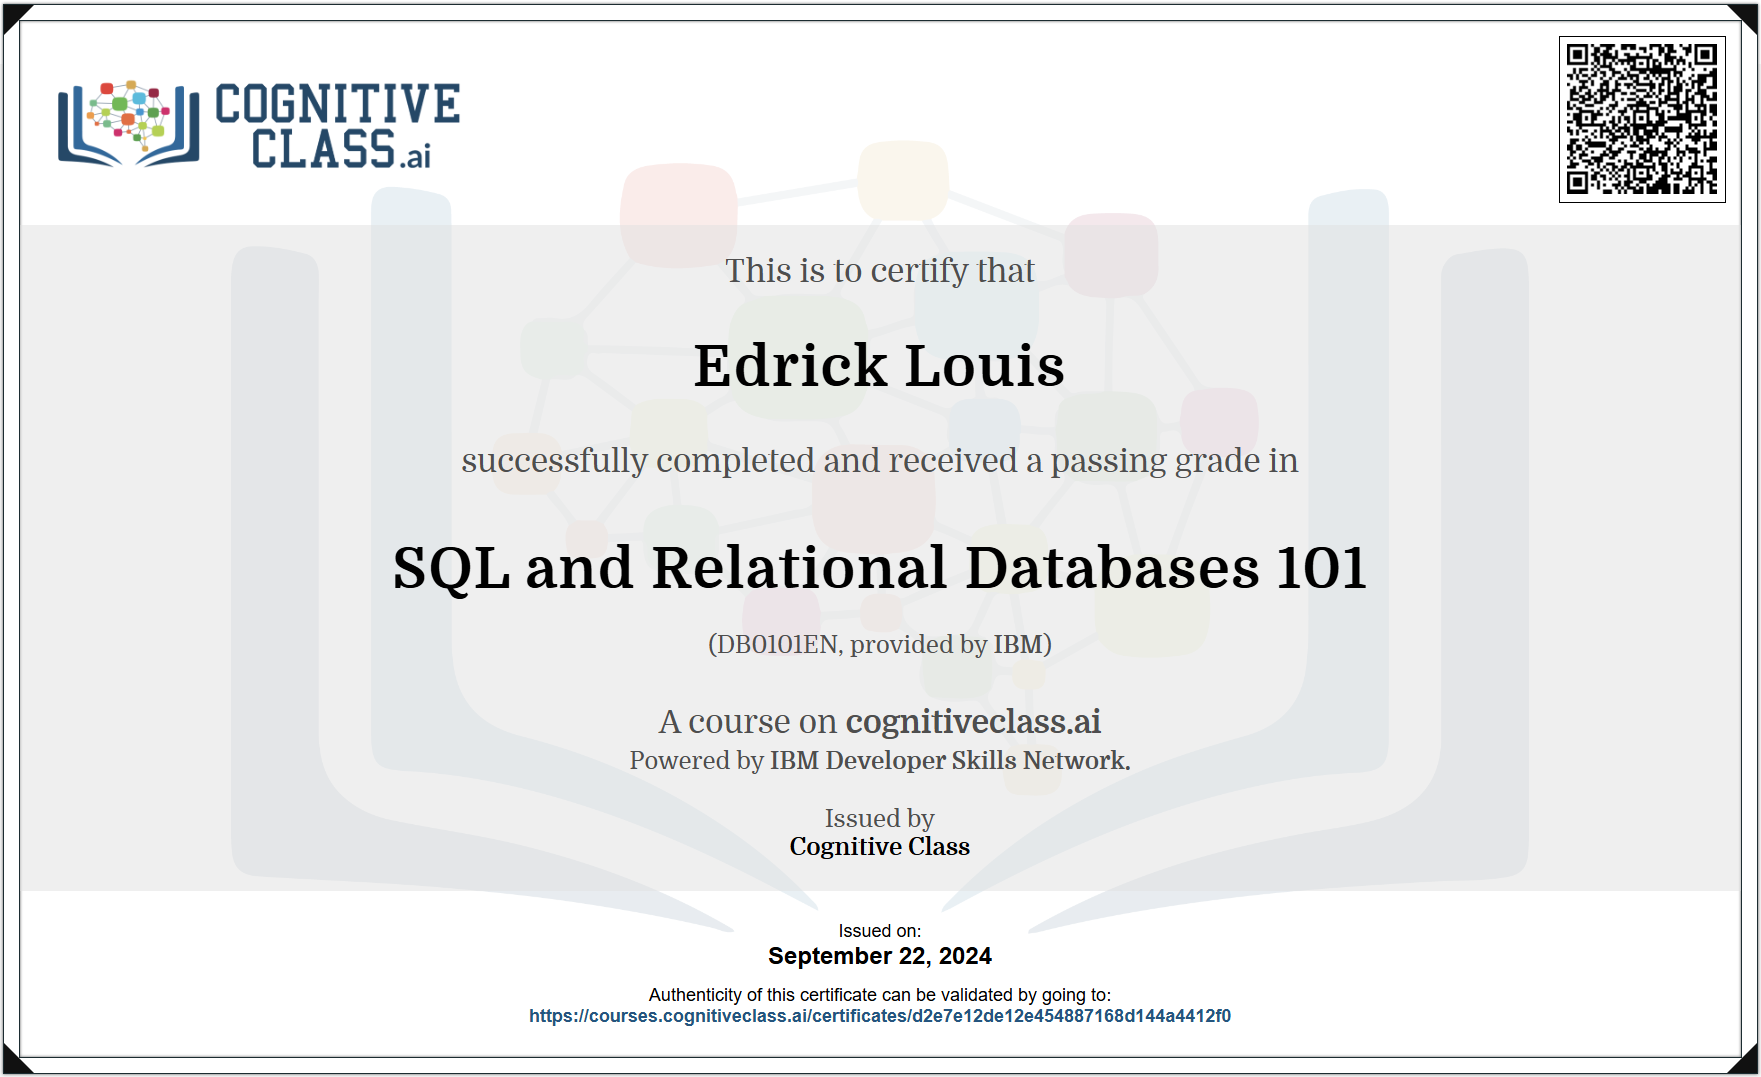 COGNITIVE
CLASS.ai
This is to certify that
Edrick Louis
successfully completed and received a passing grade in
SQL and Relational Databases 101
(DB0101EN, provided by IBM)
A course on cognitiveclass.ai
Powered by IBM Developer Skills Network.
Issued by
Cognitive Class
Issued on:
September 22, 2024
Authenticity of this certificate can be validated by going to:
https://courses.cognitiveclass.ai/certificates/d2e7e12de12e454887168d144a4412f0